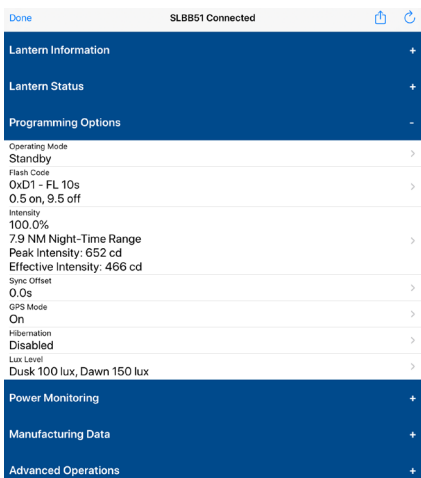 Done
SLBB51 Connected
Lantern Information
+
Lantern Status
+
Programming Options
-
Operating Mode
Standby
Flash Code
0xD1 - FL 10s
0.5 on, 9.5 off
Intensity
100.0%
7.9 NM Night-Time Range
Peak Intensity: 652 cd
Effective Intensity: 466 cd
Sync Offset
0.0s
GPS Mode
On
Hibernation
Disabled
Lux Level
Dusk 100 lux, Dawn 150 lux
Power Monitoring
+
Manufacturing Data
+
Advanced Operations
+